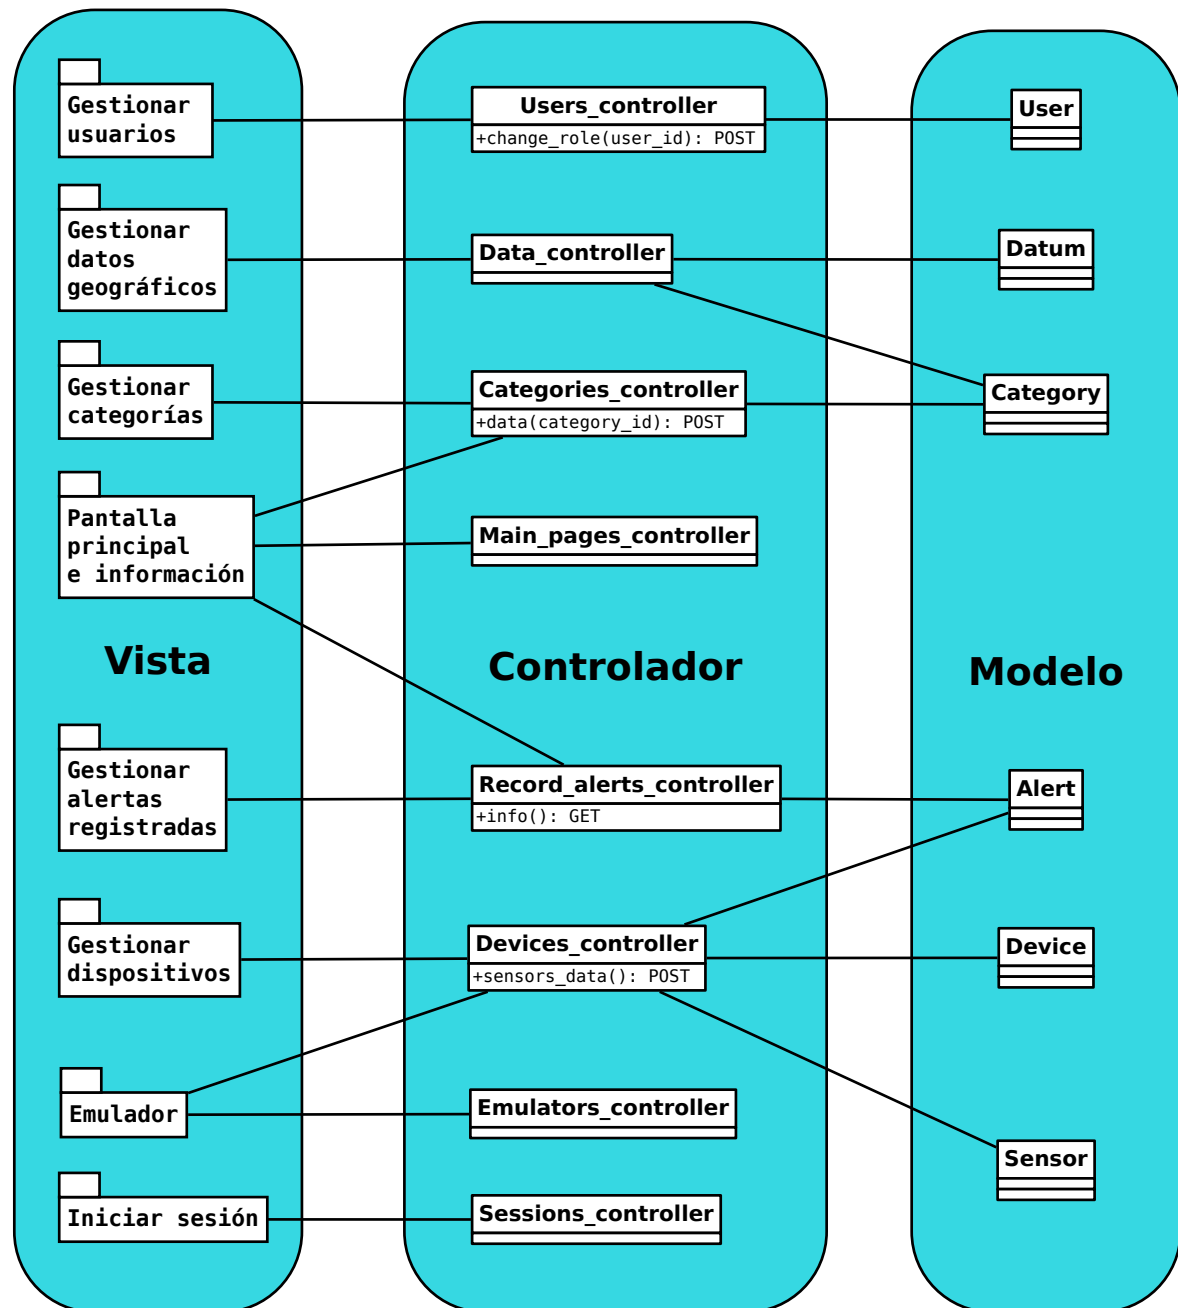 Gestionar
usuarios
Users_controller
+change_role(user_id): POST
User
Gestionar
datos
geográficos
Data_controller
Datum
Gestionar
categorías
Categories_controller
+data(category_id): POST
Category
Pantalla
principal
e información
Main_pages_controller
Vista
Controlador
Modelo
Gestionar
alertas
registradas
Record_alerts_controller
+info(): GET
Alert
Gestionar
dispositivos
Devices_controller
+sensors_data(): POST
Device
Emulador
Emulators_controller
Sensor
Iniciar sesión
Sessions_controller